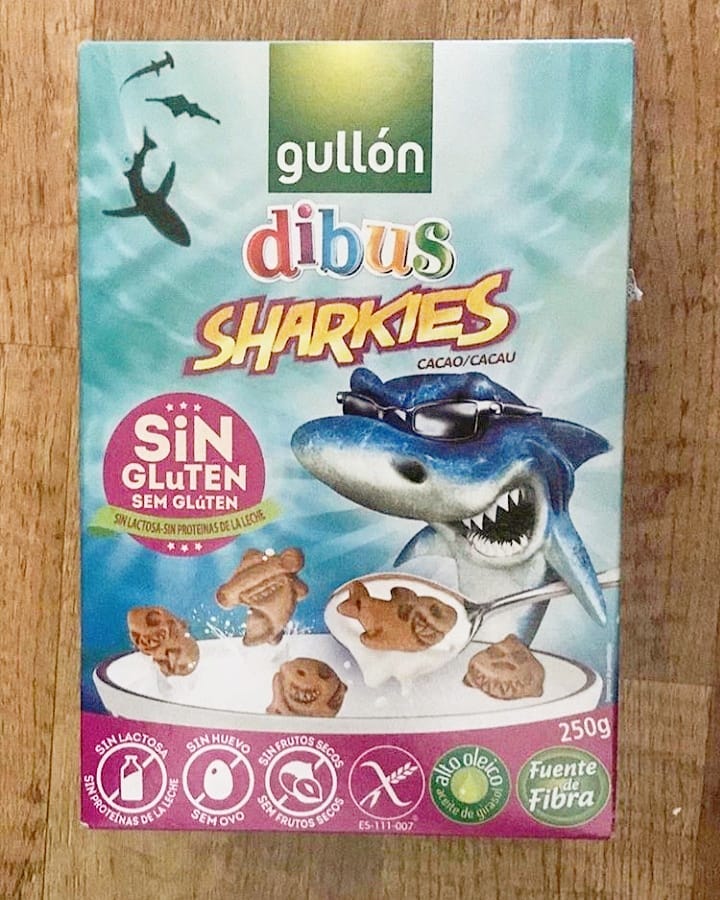 gullón
dibus
SHARKIES
CACAO/CACAU
SiN
GLuTEN
SEM GLúTEN
SIN LACTOSA-SIN PROTEINAS DE LA LECHE
250g
SIN LACTOSA
SIN PROTEÍNAS DE LA LECHE
SIN HUEVO
SEM OVO
SIN FRUTOS SECOS
SEM FRUTOS SECOS
ES-111-007
alto oleico
aceite de girasol
Fuente
de
Fibra